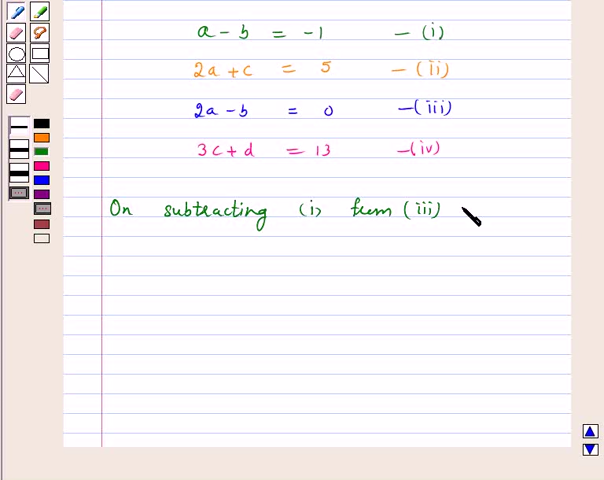 a - b = -1 - (i)
2a + c = 5 - (ii)
2a - b = 0 - (iii)
3c + d = 13 - (iv)
On subtracting (i) from (iii)